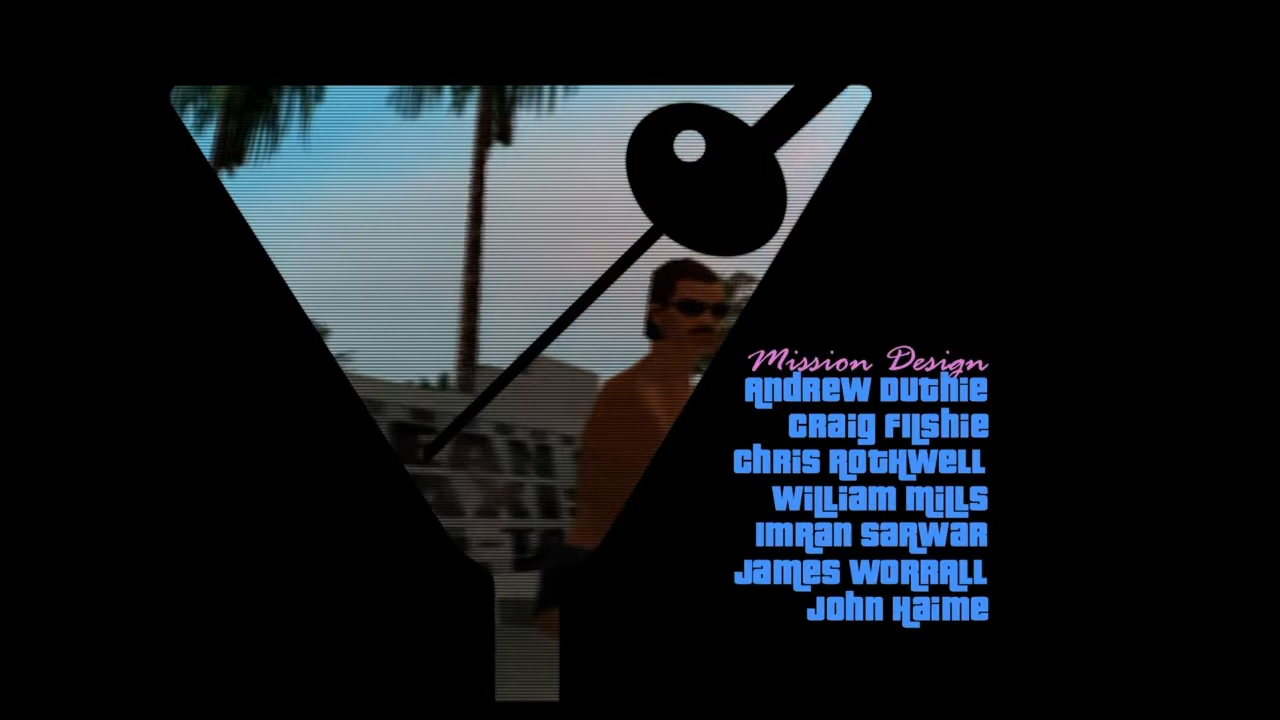 Mission Design
Andrew Duthie
Craig Filshie
Chris Rothwell
William Mills
Imran Sarwar
James Worrall
John Haime